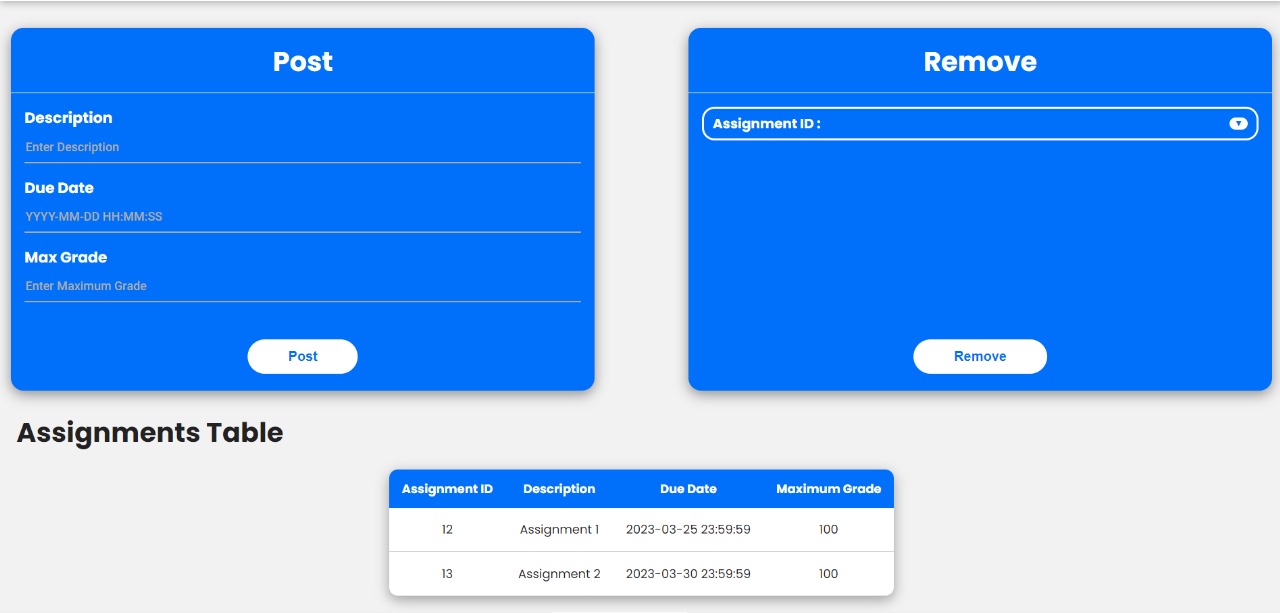 Post
Description
Enter Description
Due Date
YYYY-MM-DD HH:MM:SS
Max Grade
Enter Maximum Grade
Post
Remove
Assignment ID :
Remove
Assignments Table
Assignment ID Description Due Date Maximum Grade
12 Assignment 1 2023-03-25 23:59:59 100
13 Assignment 2 2023-03-30 23:59:59 100